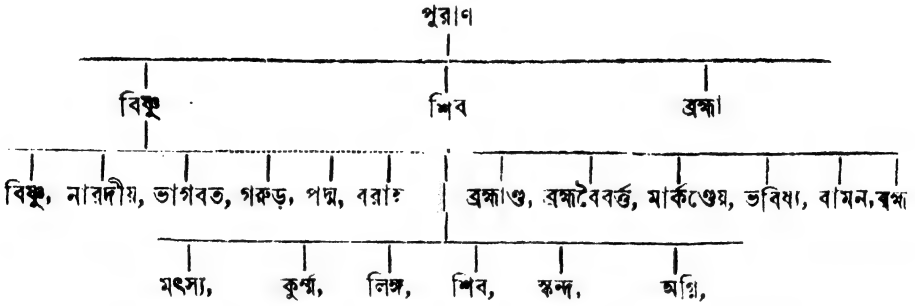 পুরাণ
বিষ্ণু শিব ব্রহ্মা
বিষ্ণু, নারদীয়, ভাগবত, গরুড়, পদ্ম, বরাহ ব্রহ্মাণ্ড, ব্রহ্মবৈবর্ত্ত, মার্কণ্ডেয়, ভবিষ্য, বামন, ব্রহ্ম
মৎস্য, কুর্ম্ম, লিঙ্গ, শিব, স্কন্দ, অগ্নি,